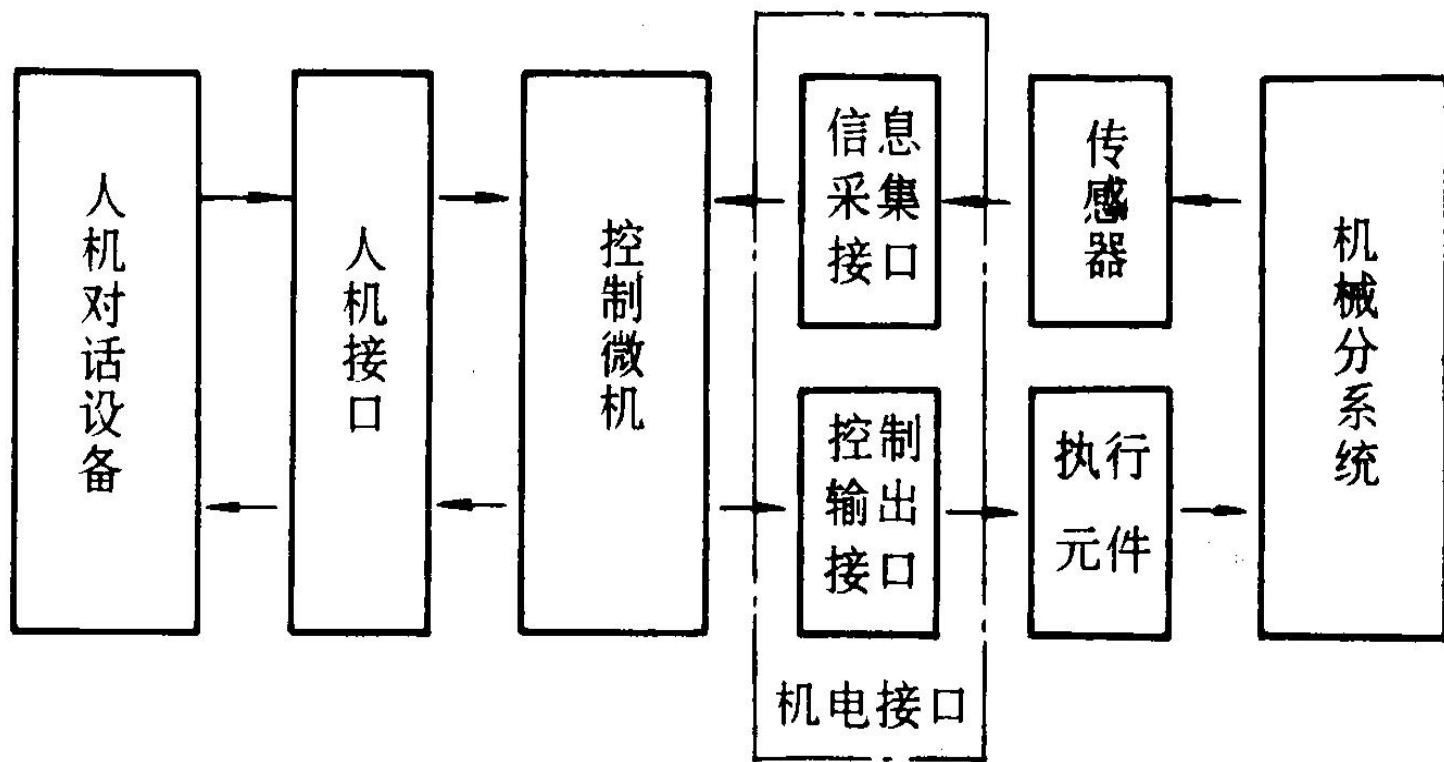 人机对话设备
人机接口
控制微机
信息
采集
接口
控制
输出
接口
机电接口
传感器
执行
元件
机械分系统